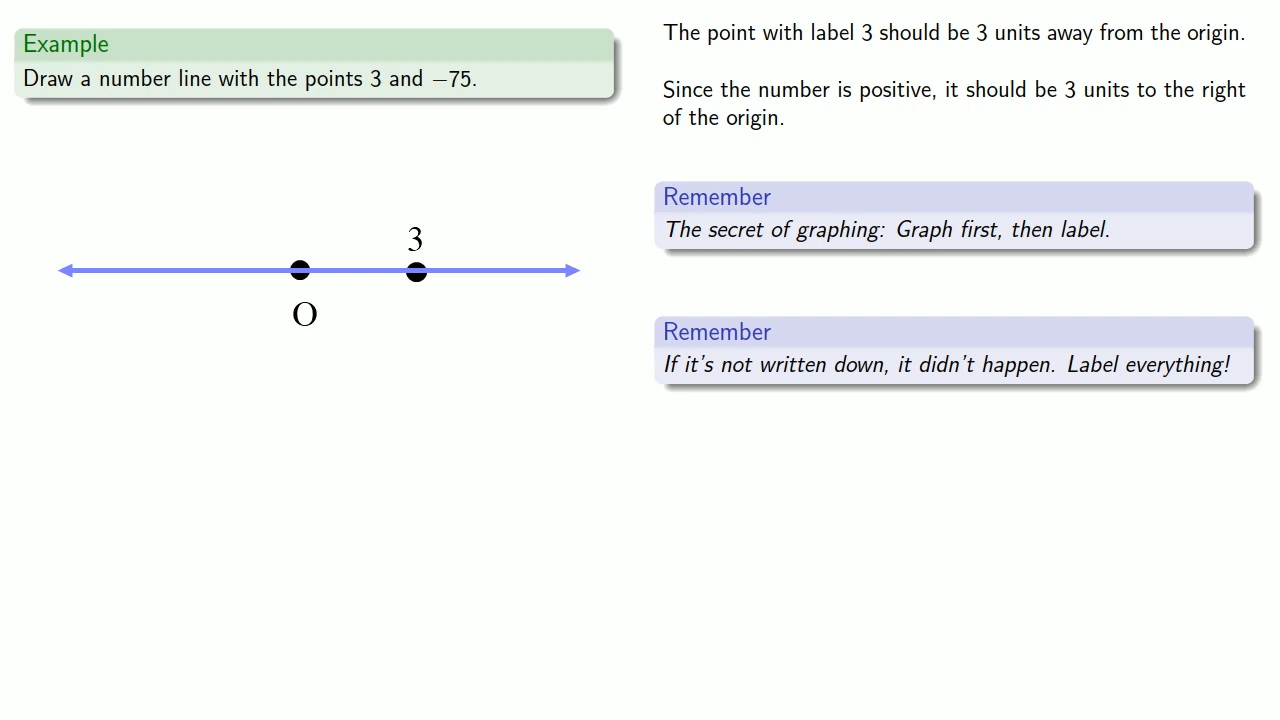 Example
Draw a number line with the points 3 and −75.
3
O
The point with label 3 should be 3 units away from the origin.
Since the number is positive, it should be 3 units to the right
of the origin.
Remember
The secret of graphing: Graph first, then label.
Remember
If it's not written down, it didn't happen. Label everything!